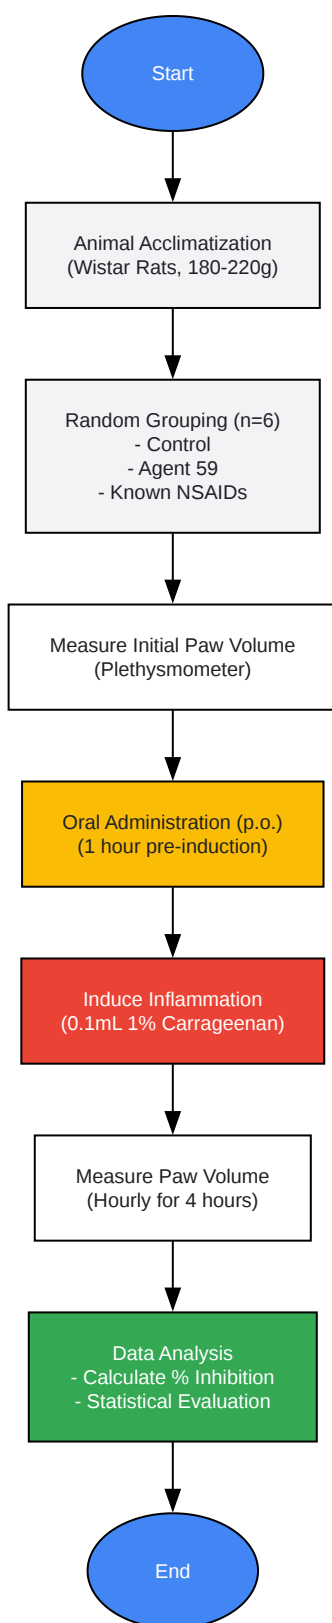 Start
Animal Acclimatization
(Wistar Rats, 180-220g)
Random Grouping (n=6)
- Control
- Agent 59
- Known NSAIDs
Measure Initial Paw Volume
(Plethysmometer)
Oral Administration (p.o.)
(1 hour pre-induction)
Induce Inflammation
(0.1mL 1% Carrageenan)
Measure Paw Volume
(Hourly for 4 hours)
Data Analysis
- Calculate % Inhibition
- Statistical Evaluation
End